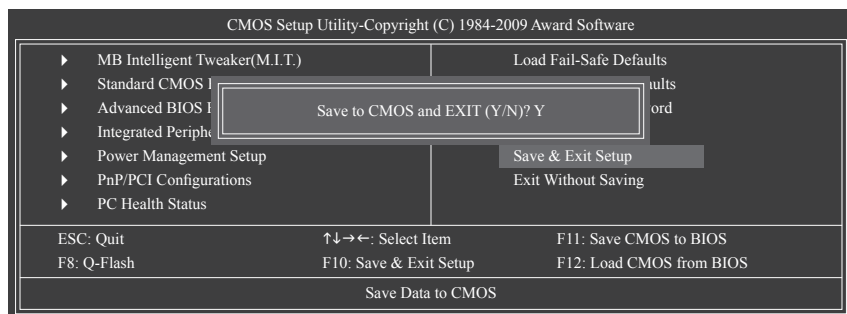 CMOS Setup Utility-Copyright (C) 1984-2009 Award Software
MB Intelligent Tweaker(M.I.T.)
Standard CMOS
Advanced BIOS
Integrated
Power Management Setup
PnP/PCI Configurations
PC Health Status
Load Fail-Safe Defaults
Save & Exit Setup
Exit Without Saving
Save to CMOS and EXIT (Y/N)? Y
ESC: Quit ↑↓→←: Select Item F11: Save CMOS to BIOS
F8: Q-Flash F10: Save & Exit Setup F12: Load CMOS from BIOS
Save Data to CMOS